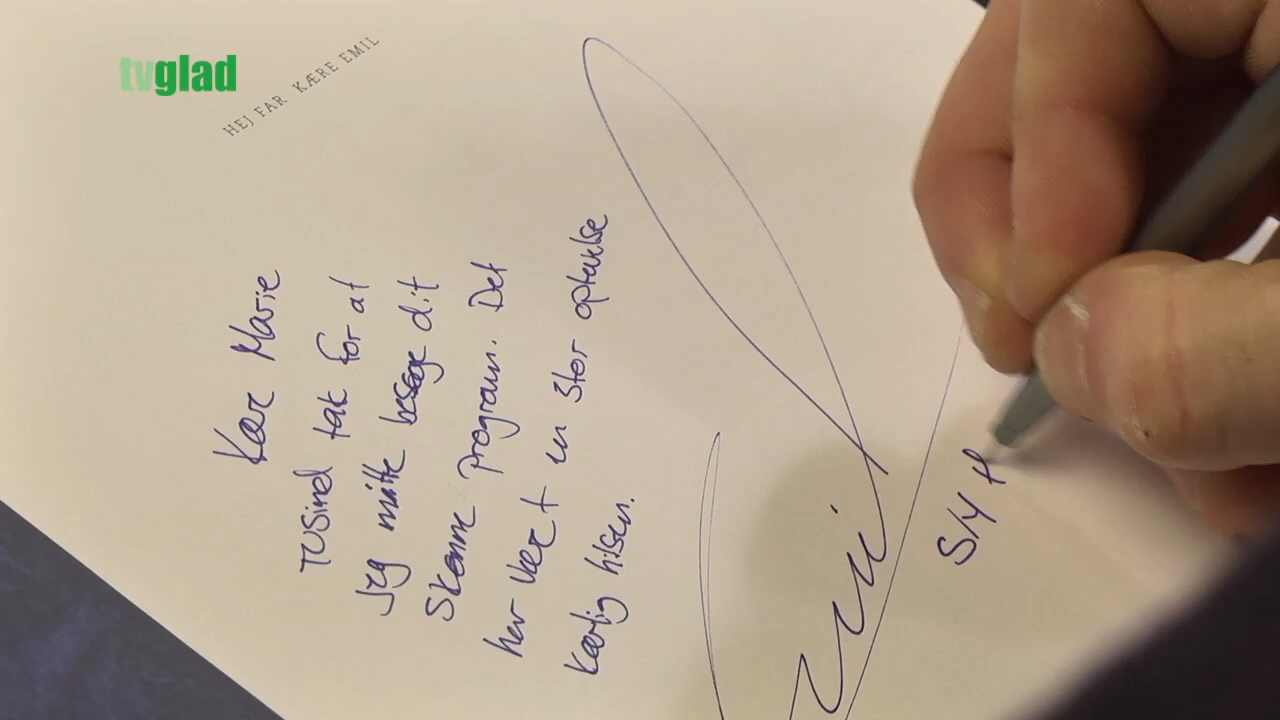 tvglad
HEJ FAR KÆRE EMIL
Kær Marie
TUSind tak for at
jeg måtte besøge dit
skønne program. Det
har været en stor oplevelse
Kærlig hilsen.
S/Y